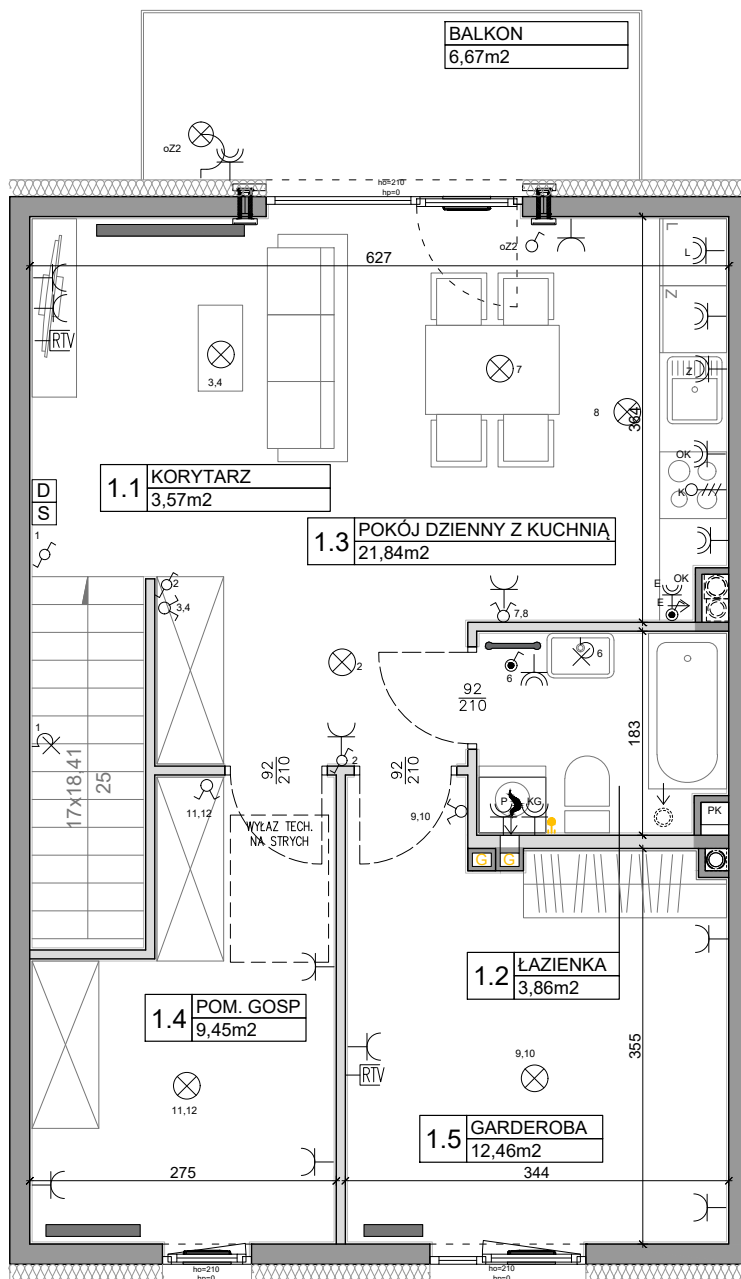 BALKON
6,67m2
oZ2
ho=210
hp=0
oZ2
627
L
L
Z
RTV
3,4
7
Z
8
364
OK
K
1.1 KORYTARZ
3,57m2
D
S
1
1.3 POKÓJ DZIENNY Z KUCHNIĄ
21,84m2
2
3,4
7,8
E
OK
E
2
92
210
6
6
183
1
17x18,41
25
92
210
2
92
210
11,12
9,10
P
KG
PK
WYŁAZ TECH.
NA STRYCH
G
G
1.2 ŁAZIENKA
3,86m2
1.4 POM. GOSP
9,45m2
355
RTV
9,10
11,12
1.5 GARDEROBA
12,46m2
275
344
ho=210
hp=0
ho=210
hp=0